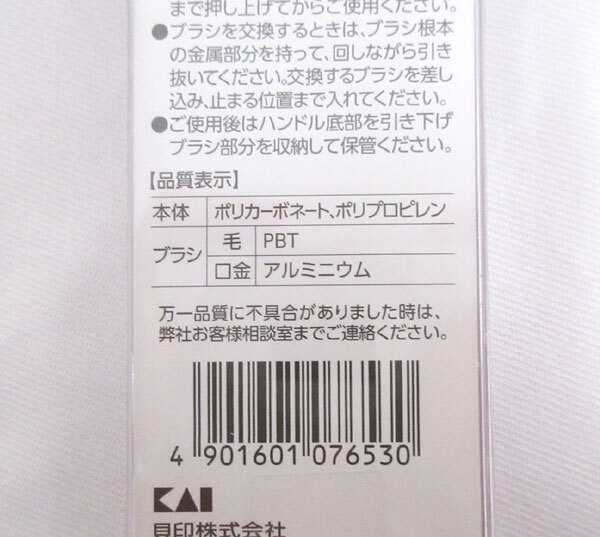 まで押し上げてからご使用ください。
●ブラシを交換するときは、ブラシ根本
の金属部分を持って、回しながら引き
抜いてください。交換するブラシを差し
込み、止まる位置まで入れてください。
●ご使用後はハンドル底部を引き下げ
ブラシ部分を収納して保管ください。
【品質表示】
本体 ポリカーボネート、ポリプロピレン
ブラシ 毛 PBT
口金 アルミニウム
万一品質に不具合がありました時は、
弊社お客様相談室までご連絡ください。
4 901601 076530
KAI
貝印株式会社